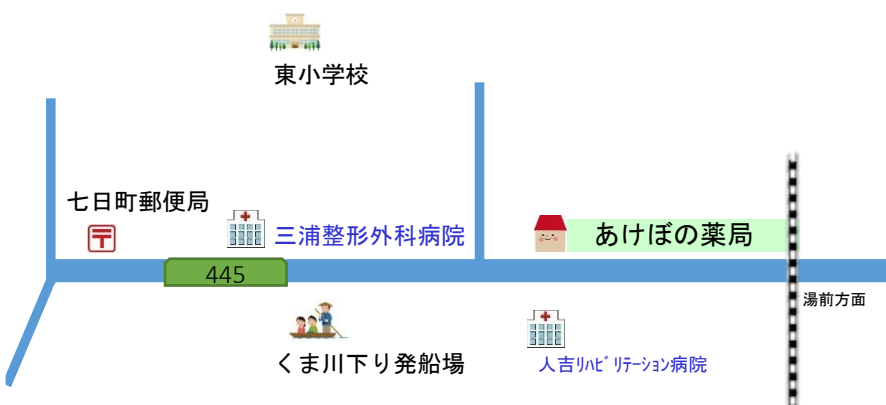 東小学校
七日町郵便局
三浦整形外科病院
あけぼの薬局
445
湯前方面
くま川下り発船場
人吉ﾘﾊﾋﾞﾘﾃｰｼｮﾝ病院